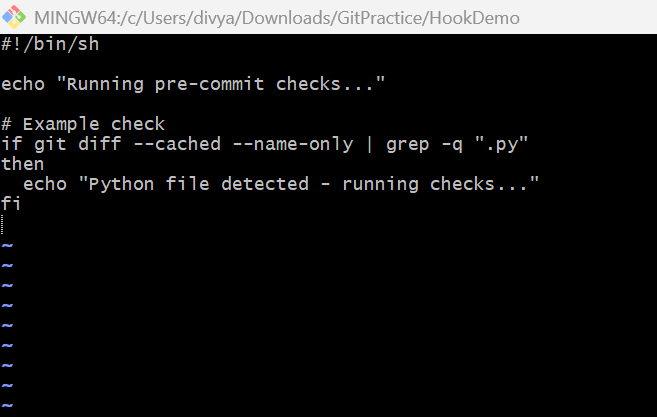 MINGW64:/c/Users/divya/Downloads/GitPractice/HookDemo
#!/bin/sh

echo "Running pre-commit checks..."

# Example check
if git diff --cached --name-only | grep -q ".py"
then
  echo "Python file detected - running checks..."
fi

~
~
~
~
~
~
~
~
~